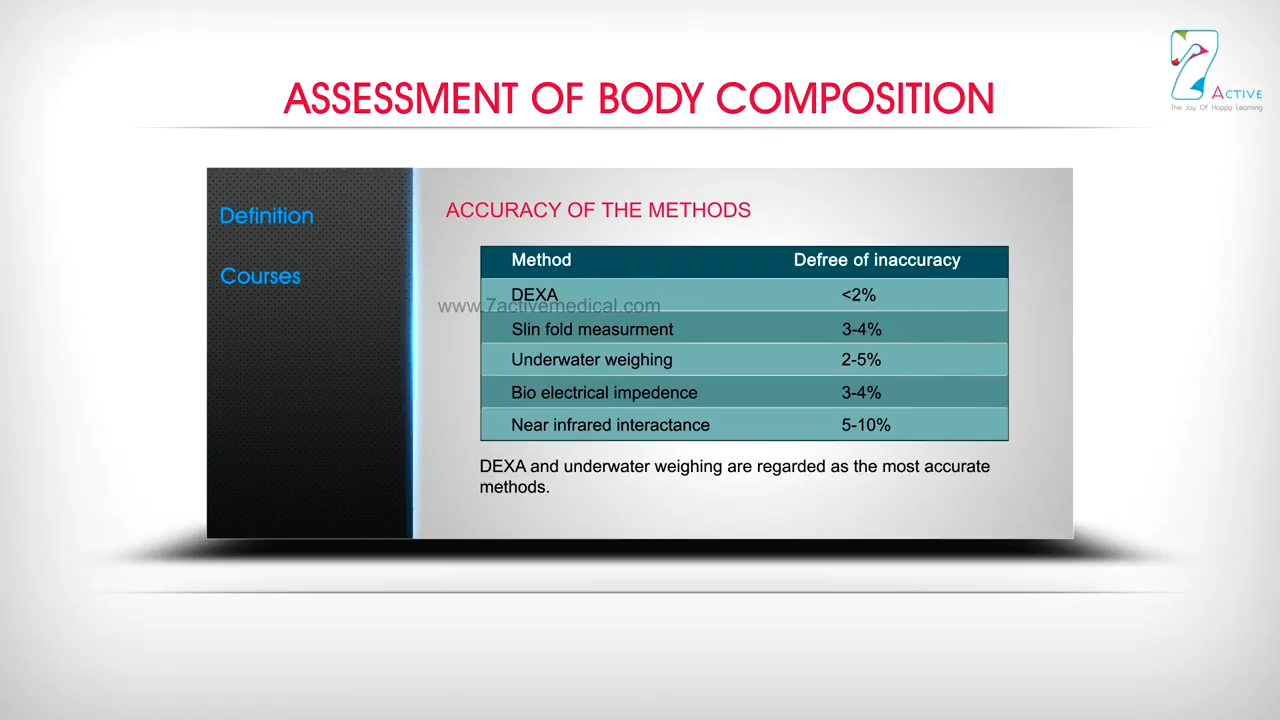 7 ACTIVE
The Joy Of Happy Learning
ASSESSMENT OF BODY COMPOSITION
Definition
Courses
ACCURACY OF THE METHODS
Method Defree of inaccuracy
DEXA <2%
www.7activemedical.com
Slin fold measurment 3-4%
Underwater weighing 2-5%
Bio electrical impedence 3-4%
Near infrared interactance 5-10%
DEXA and underwater weighing are regarded as the most accurate
methods.